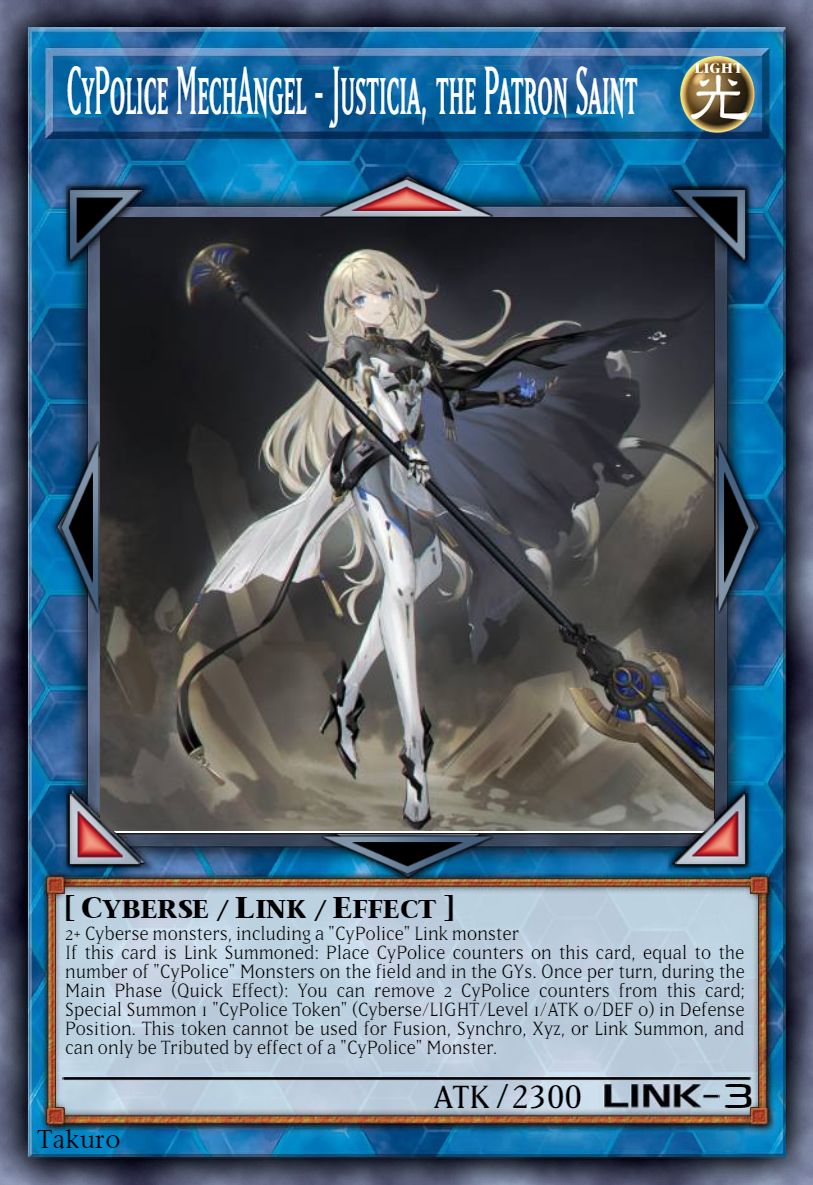 CyPolice MechAngel - Justicia, the Patron Saint
LIGHT
光
[ Cyberse / Link / Effect ]
2+ Cyberse monsters, including a "CyPolice" Link monster
If this card is Link Summoned: Place CyPolice counters on this card, equal to the
number of "CyPolice" Monsters on the field and in the GYs. Once per turn, during the
Main Phase (Quick Effect): You can remove 2 CyPolice counters from this card;
Special Summon 1 "CyPolice Token" (Cyberse/LIGHT/Level 1/ATK 0/DEF 0) in Defense
Position. This token cannot be used for Fusion, Synchro, Xyz, or Link Summon, and
can only be Tributed by effect of a "CyPolice" Monster.
ATK/2300 LINK-3
Takuro